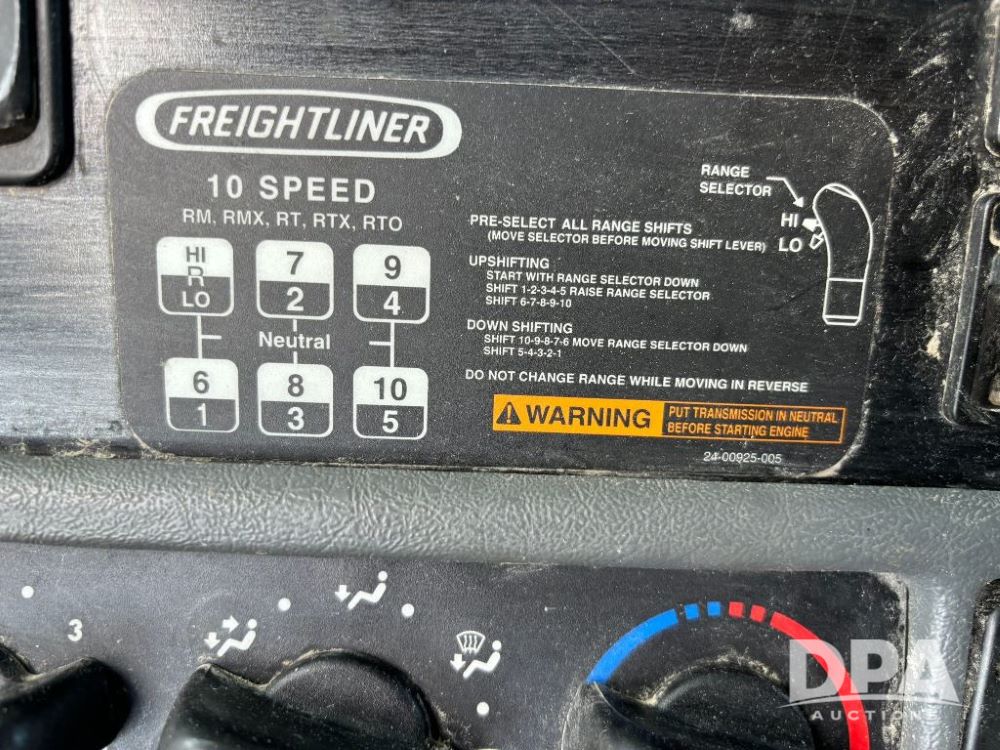 FREIGHTLINER
10 SPEED
RM, RMX, RT, RTX, RTO
HI
R
LO
7
2
9
4
Neutral
6
1
8
3
10
5
RANGE
SELECTOR
HI
LO
PRE-SELECT ALL RANGE SHIFTS
(MOVE SELECTOR BEFORE MOVING SHIFT LEVER)
UPSHIFTING
START WITH RANGE SELECTOR DOWN
SHIFT 1-2-3-4-5 RAISE RANGE SELECTOR
SHIFT 6-7-8-9-10
DOWN SHIFTING
SHIFT 10-9-8-7-6 MOVE RANGE SELECTOR DOWN
SHIFT 5-4-3-2-1
DO NOT CHANGE RANGE WHILE MOVING IN REVERSE
WARNING
PUT TRANSMISSION IN NEUTRAL
BEFORE STARTING ENGINE
24-00925-005
3
DPA
AUCTIONS